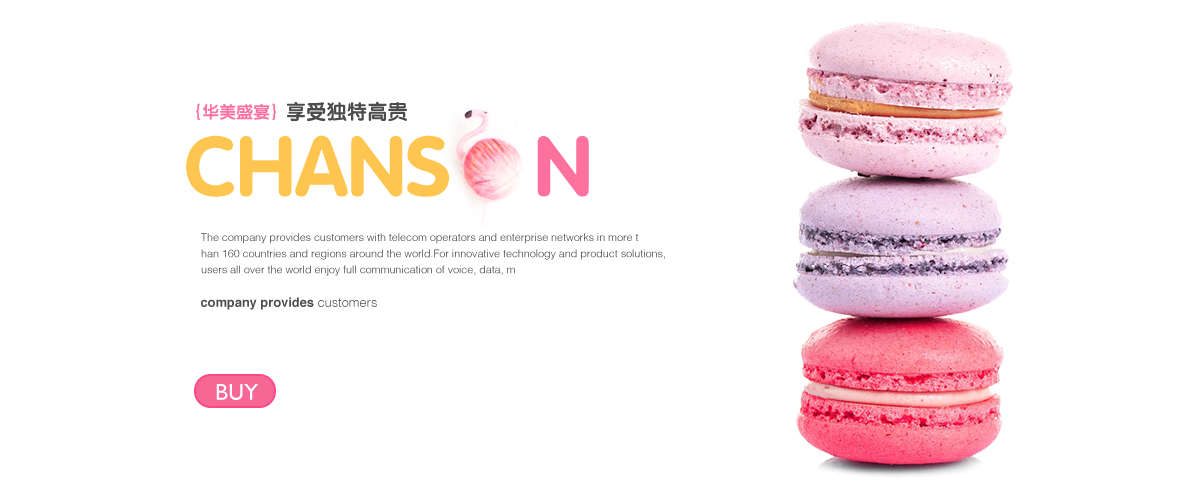 {华美盛宴} 享受独特高贵
CHANS N
The company provides customers with telecom operators and enterprise networks in more t
han 160 countries and regions around the world.For innovative technology and product solutions,
users all over the world enjoy full communication of voice, data, m
company provides customers
BUY